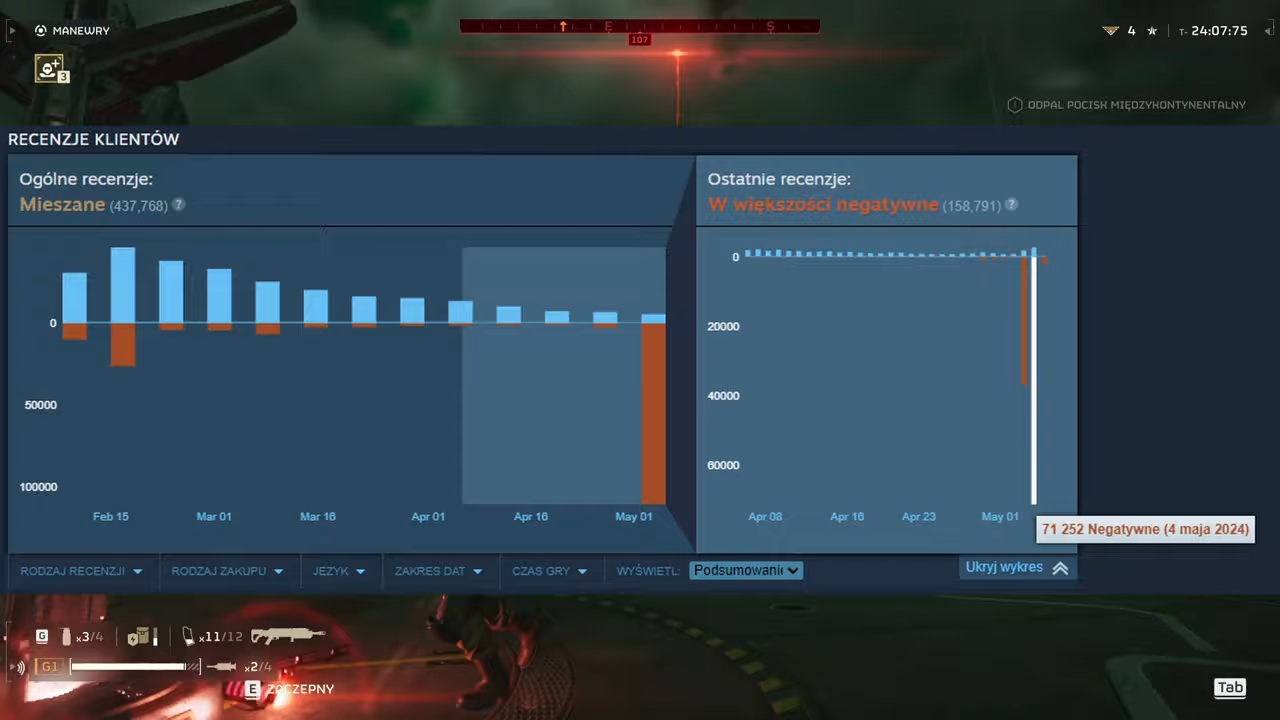 MANEWRY
E
S
107
4
T- 24:07:75
3
ODPAL POCISK MIĘDZYKONTYNENTALNY
RECENZJE KLIENTÓW
Ogólne recenzje:
Mieszane (437,768) ?
Ostatnie recenzje:
W większości negatywne (158,791) ?
0
50000
100000
Feb 15
Mar 01
Mar 16
Apr 01
Apr 16
May 01
0
20000
40000
60000
Apr 08
Apr 16
Apr 23
May 01
71 252 Negatywne (4 maja 2024)
RODZAJ RECENZJI
RODZAJ ZAKUPU
JĘZYK
ZAKRES DAT
CZAS GRY
WYŚWIETL:
Podsumowani
Ukryj wykres
G x3/4
x11/12
G1
x2/4
E ZACZEPNY
Tab